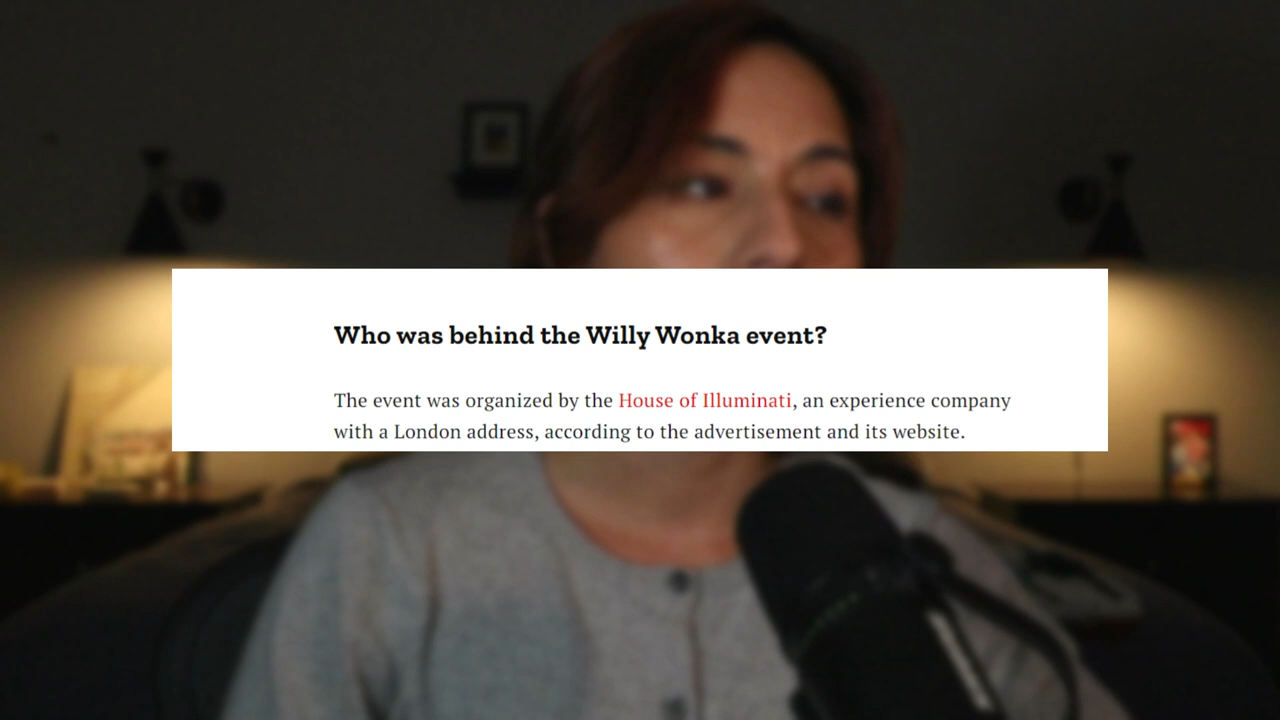 Who was behind the Willy Wonka event?
The event was organized by the House of Illuminati, an experience company
with a London address, according to the advertisement and its website.